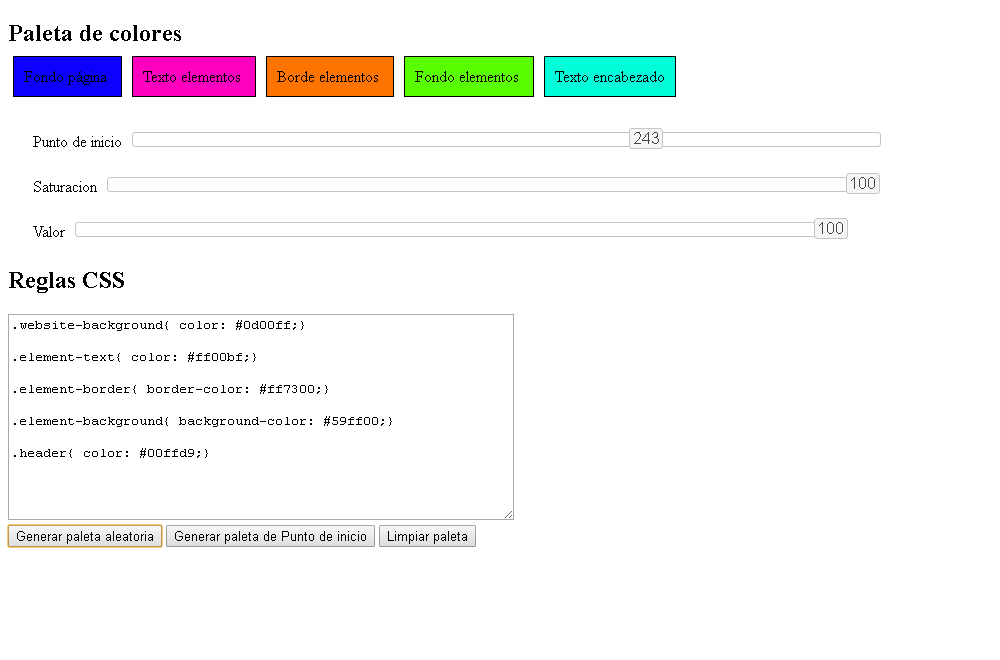 Paleta de colores
Fondo pagina Texto elementos Borde elementos Fondo elementos Texto encabezado
Punto de inicio 243
Saturacion 100
Valor 100
Reglas CSS
.website-background{ color: #0d00ff;}
.element-text{ color: #ff00bf;}
.element-border{ border-color: #ff7300;}
.element-background{ background-color: #59ff00;}
.header{ color: #00ffd9;}
Generar paleta aleatoria Generar paleta de Punto de inicio Limpiar paleta